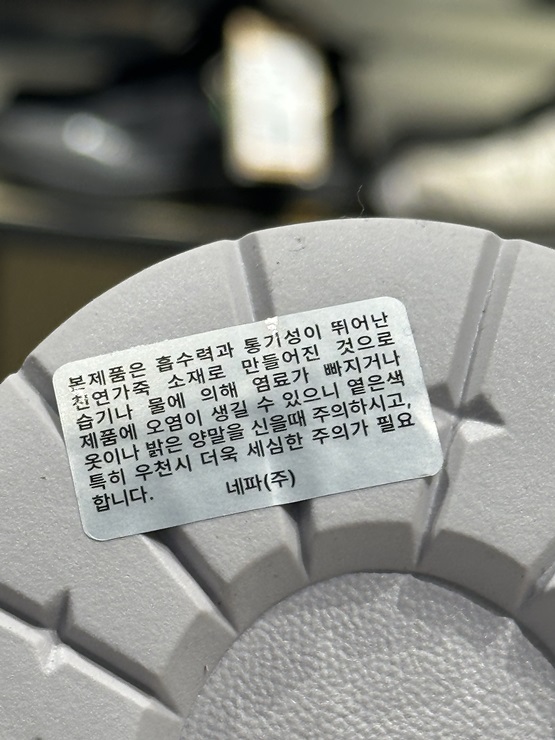 본제품은 흡수력과 통기성이 뛰어난
천연가죽 소재로 만들어진 것으로
습기나 물에 의해 염료가 빠지거나
제품에 오염이 생길 수 있으니 옅은색
옷이나 밝은 양말을 신을때 주의하시고,
특히 우천시 더욱 세심한 주의가 필요
합니다. 네파(주)